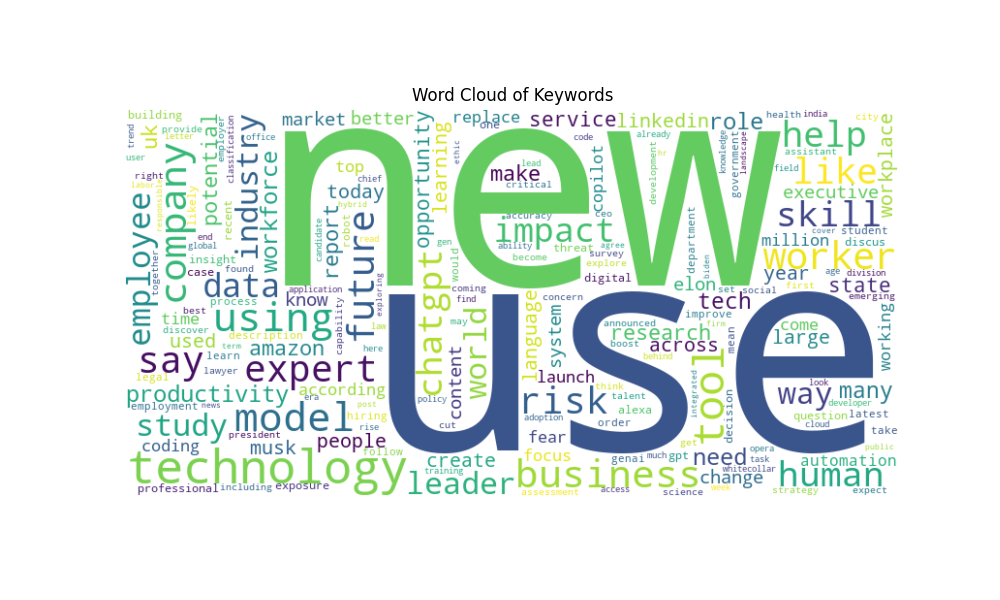 Word Cloud of Keywords
new
use
building
provide
trend
uk
letter
user
right
labor
responsible
likely
employer
classification
office
potential
company
industry
employee
together
end
global
recent
insight
case
data
process
workforce
market
better
top
chief
today
hybrid
candidate
report
robot
read
future
exploring
know
application
using
best
time
discover
used
description
capability
law
say
term
learn
here
amazon
legal
lawyer
expert
productivity
according
era
employment
news
model
post
hiring
study
president
rise
coding
musk
people
follow
technology
professional
including
exposure
opportunity
learning
replace
one
ethic
service
code
linkedin
already
role
health
india
city
help
assistant
workplace
make
lead
critical
copilot
development
hr
knowledge
landscape
government
field
like
executive
accuracy
ceo
impact
ability
threat
agree
survey
become
explore
department
biden
skill
cover
student
million
discus
worker
gen
would
chatgpt
coming
find
may
world
digital
elon
set
social
year
age
division
first
state
emerging
tech
language
system
concern
announced
improve
firm
research
boost
across
mean
behind
come
large
working
content
launch
think
policy
cut
risk
talent
alexa
integrated
tool
decision
way
look
many
developer
adoption
order
question
latest
cloud
take
fear
get
focus
genai
much
gpt
need
opera
task
whitecollar
public
automation
create
training
leader
business
change
human
assessment
access
science
week
strategy
expect